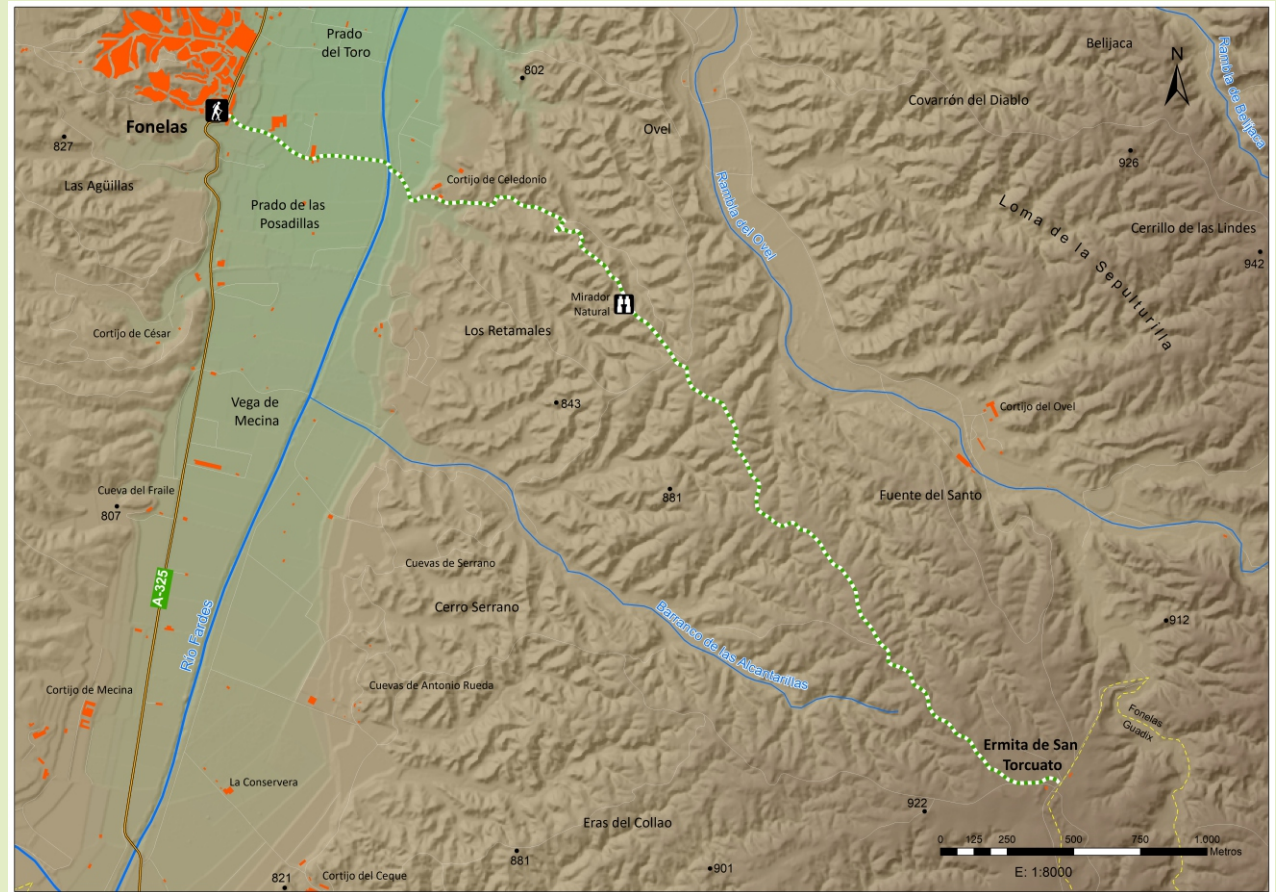 Prado
del Toro
802
Belijaca
N
Rambla de Belijaca
Covarrón del Diablo
Fonelas
Ovel
827
926
Las Agüillas
Cortijo de Celedonio
Rambla del Ovel
Prado de las
Posadillas
Loma de la Sepulturilla
Cerrillo de las Lindes
942
Mirador
Natural
Cortijo de César
Los Retamales
Vega de
Mecina
843
Cortijo del Ovel
Cueva del Fraile
807
881
Fuente del Santo
Cuevas de Serrano
A-325
Cerro Serrano
Río Fardes
Barranco de las Alcantarillas
912
Cortijo de Mecina
Cuevas de Antonio Rueda
Fonelas
Guadix
Ermita de San
Torcuato
La Conservera
922
Eras del Collao
0 125 250 500 750 1.000
Metros
E: 1:8000
881
901
821
Cortijo del Ceque